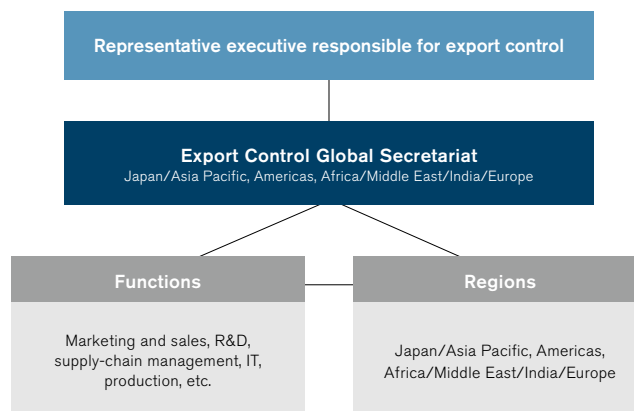 Representative executive responsible for export control
Export Control Global Secretariat
Japan/Asia Pacific, Americas, Africa/Middle East/India/Europe
Functions
Marketing and sales, R&D,
supply-chain management, IT,
production, etc.
Regions
Japan/Asia Pacific, Americas,
Africa/Middle East/India/Europe